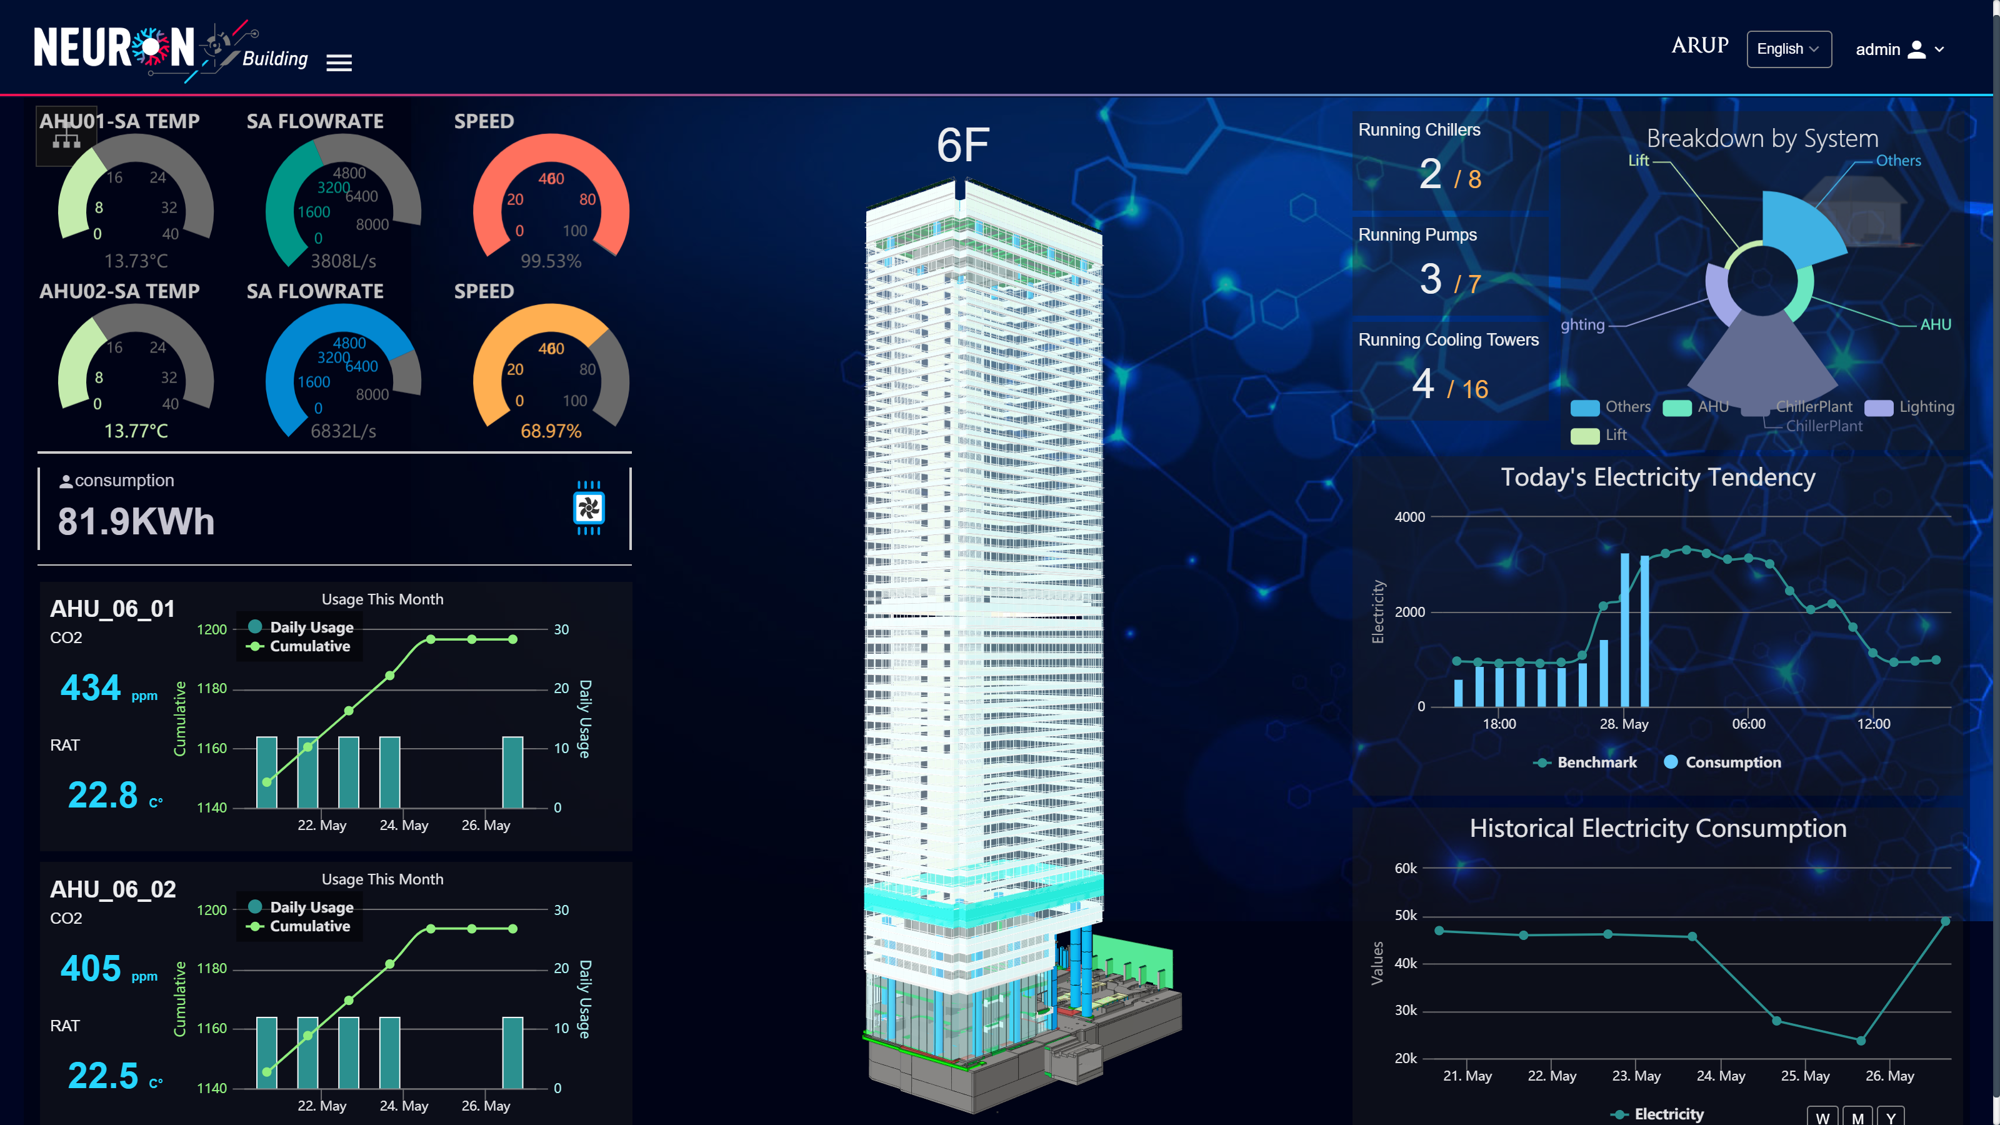 NEURON Building
ARUP
English
admin
AHU01-SA TEMP
0
8
16
24
32
40
13.73°C
SA FLOWRATE
0
1600
3200
4800
6400
8000
3808L/s
SPEED
0
20
80
100
99.53%
AHU02-SA TEMP
0
8
16
24
32
40
13.77°C
SA FLOWRATE
0
1600
3200
4800
6400
8000
6832L/s
SPEED
0
20
80
100
68.97%
consumption
81.9KWh
AHU_06_01
CO2
434 ppm
RAT
22.8 C°
Usage This Month
Daily Usage
Cumulative
Cumulative
1200
1180
1160
1140
30
20
10
0
Daily Usage
22. May
24. May
26. May
AHU_06_02
CO2
405 ppm
RAT
22.5 C°
Usage This Month
Daily Usage
Cumulative
Cumulative
1200
1180
1160
1140
30
20
10
0
Daily Usage
22. May
24. May
26. May
6F
Running Chillers
2 / 8
Running Pumps
3 / 7
Running Cooling Towers
4 / 16
Breakdown by System
Lift
Others
ghting
AHU
ChillerPlant
Others
AHU
ChillerPlant
Lighting
Lift
Today's Electricity Tendency
Electricity
4000
2000
0
18:00
28. May
06:00
12:00
Benchmark
Consumption
Historical Electricity Consumption
Values
60k
50k
40k
30k
20k
21. May
22. May
23. May
24. May
25. May
26. May
Electricity
W
M
Y